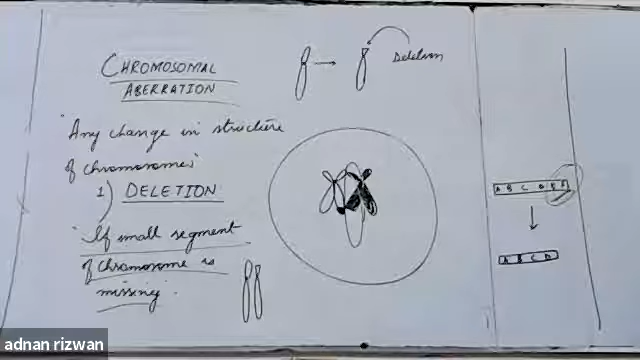 CHROMOSOMAL
ABERRATION
Deletion
"Any change in structure
of chromosomes"
1) DELETION
"If small segment
of chromosome is
missing".
A B C D E F
A B C D
adnan rizwan